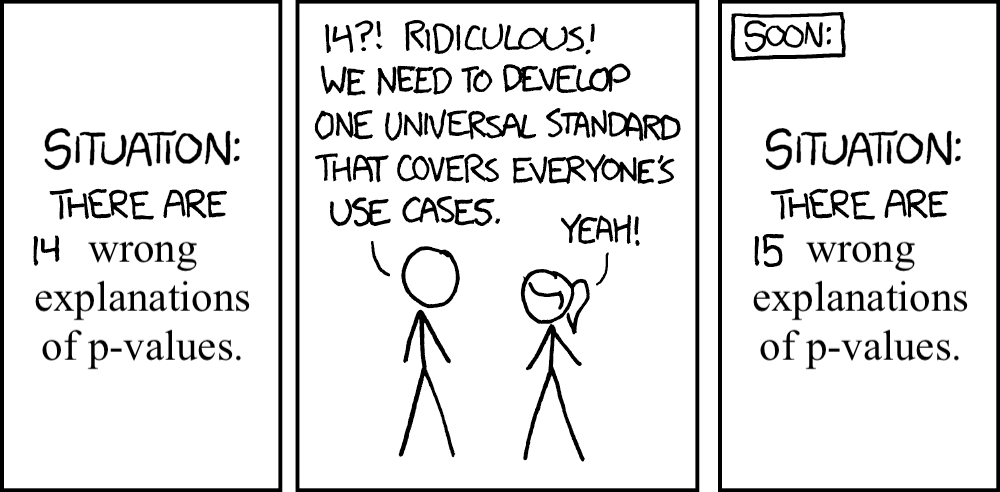 SITUATION:
THERE ARE
14 wrong
explanations
of p-values.
14?! RIDICULOUS!
WE NEED TO DEVELOP
ONE UNIVERSAL STANDARD
THAT COVERS EVERYONE'S
USE CASES.
YEAH!
SOON:
SITUATION:
THERE ARE
15 wrong
explanations
of p-values.